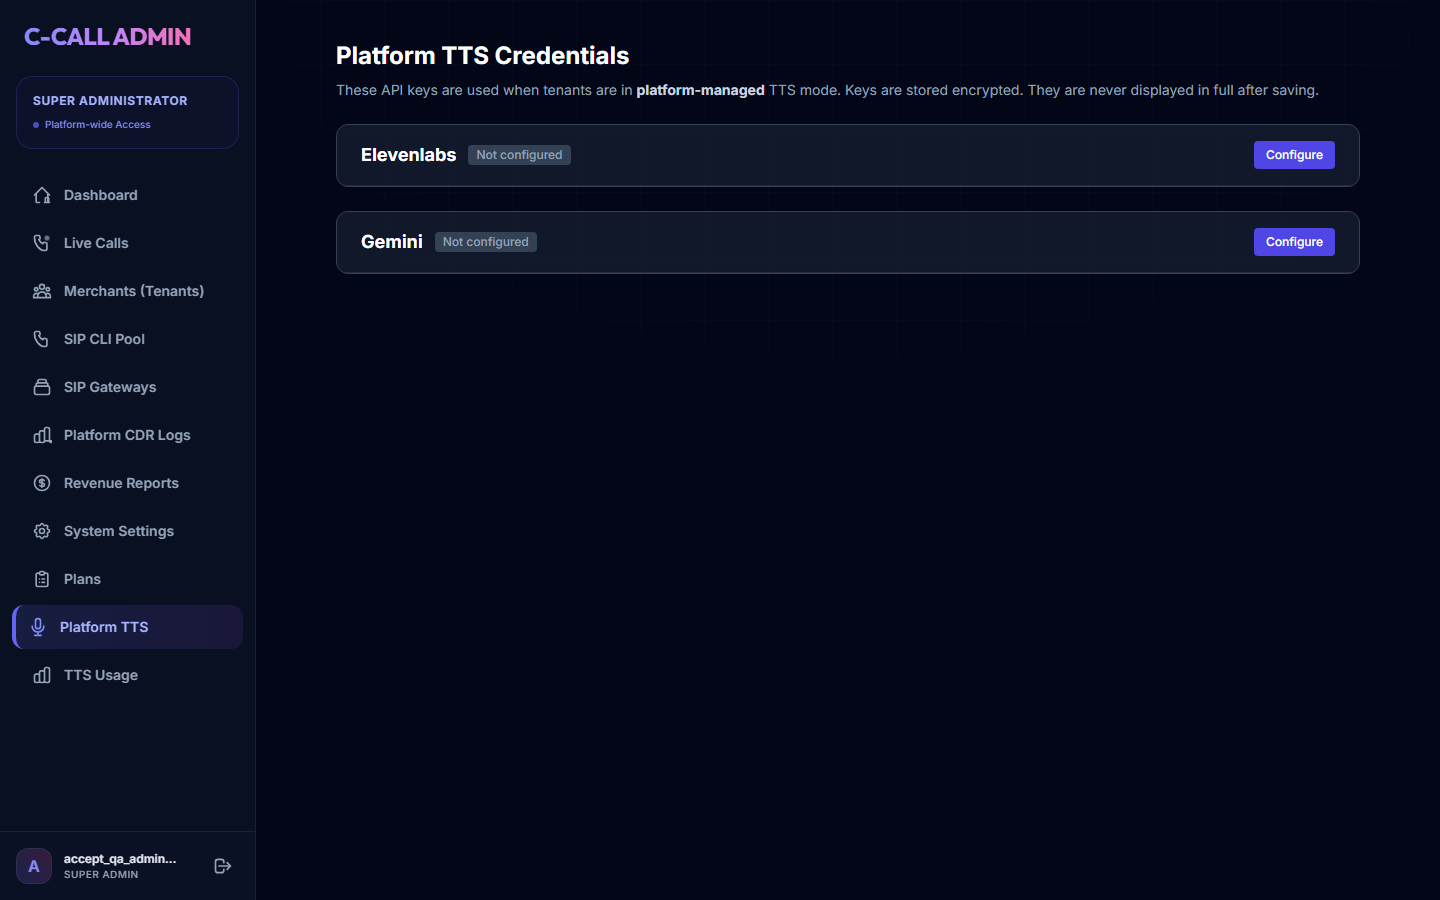 C-CALL ADMIN
SUPER ADMINISTRATOR
Platform-wide Access
Dashboard
Live Calls
Merchants (Tenants)
SIP CLI Pool
SIP Gateways
Platform CDR Logs
Revenue Reports
System Settings
Plans
Platform TTS
TTS Usage
A
accept_qa_admin...
SUPER ADMIN
Platform TTS Credentials
These API keys are used when tenants are in platform-managed TTS mode. Keys are stored encrypted. They are never displayed in full after saving.
Elevenlabs Not configured Configure
Gemini Not configured Configure